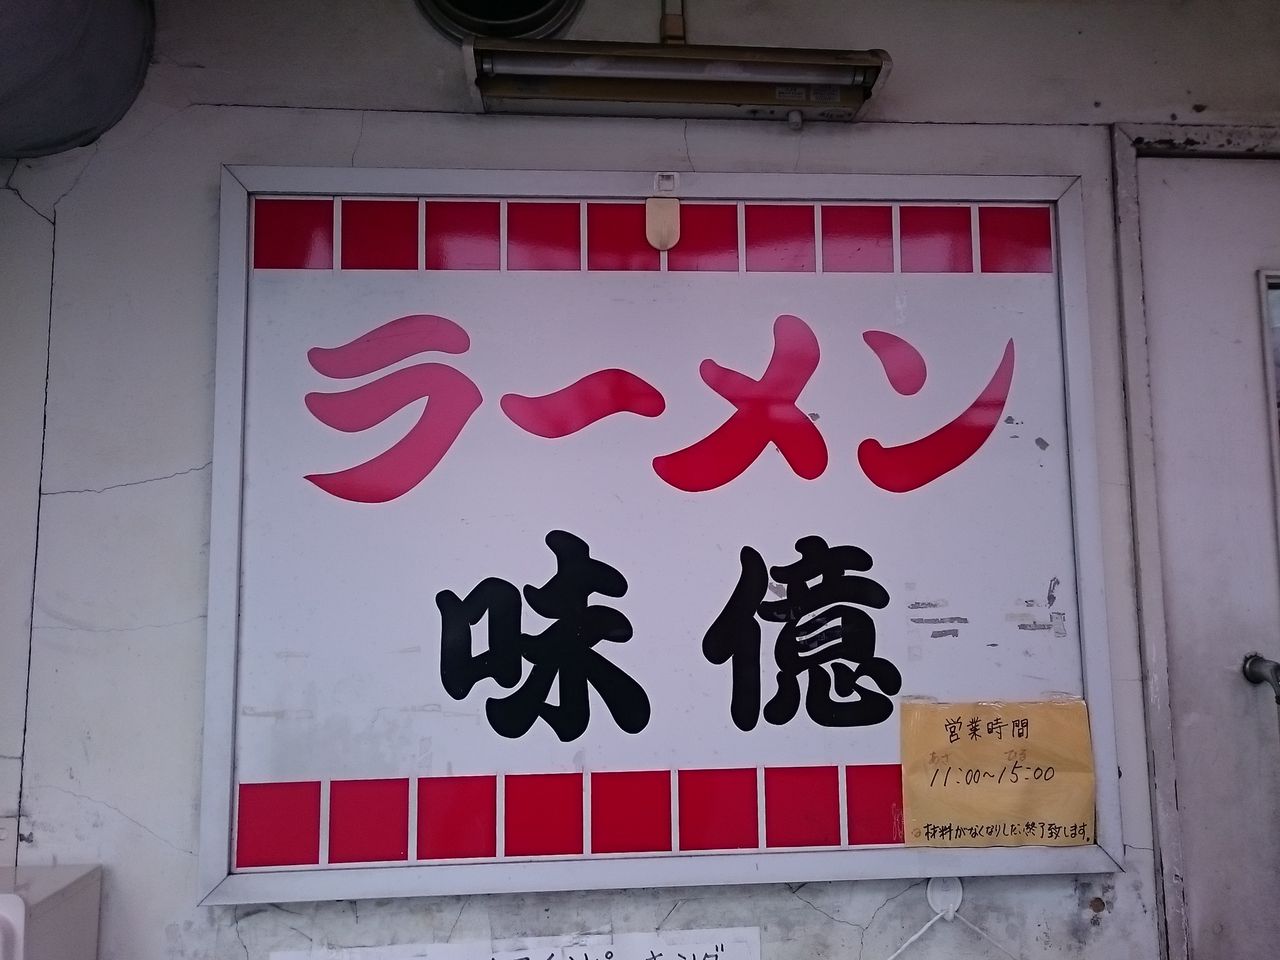 ラーメン
味億
営業時間
あさ ひる
11:00~15:00
材料がなくなりしだい終了致します。